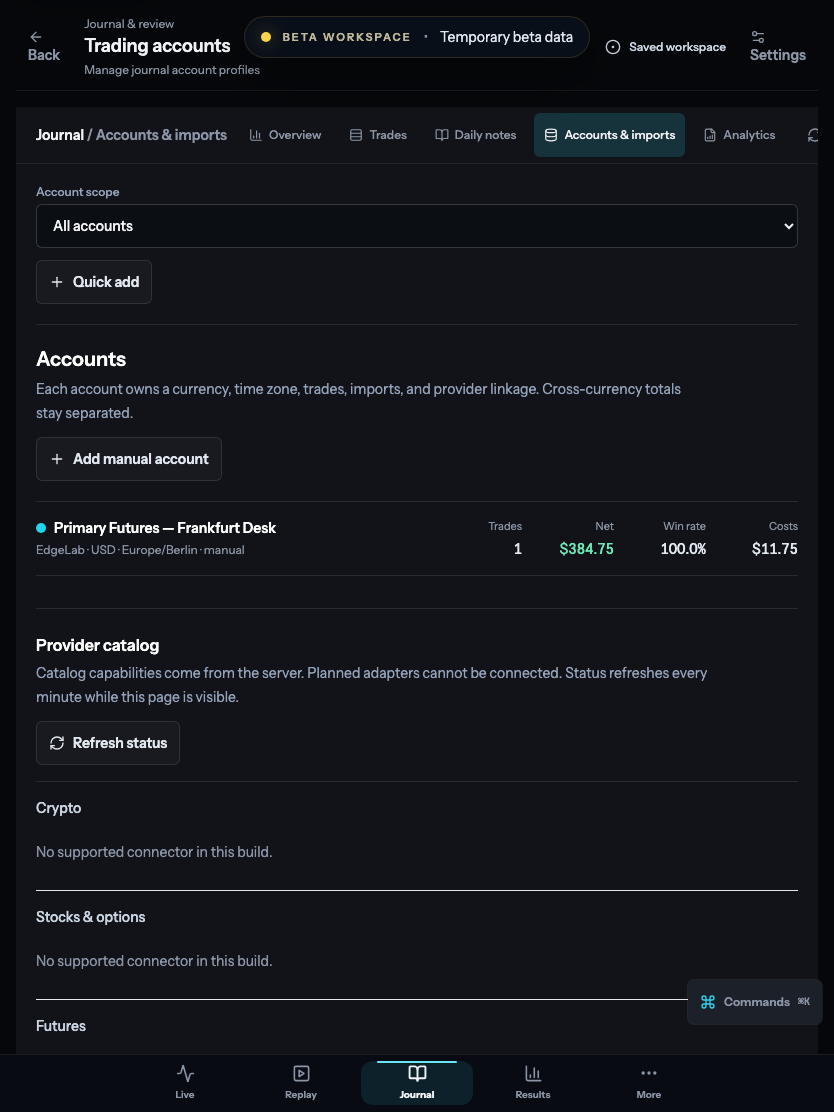 Back
Journal & review
Trading accounts
Manage journal account profiles
BETA WORKSPACE · Temporary beta data
Saved workspace
Settings
Journal / Accounts & imports
Overview
Trades
Daily notes
Accounts & imports
Analytics
Account scope
All accounts
Quick add
Accounts
Each account owns a currency, time zone, trades, imports, and provider linkage. Cross-currency totals
stay separated.
Add manual account
Primary Futures — Frankfurt Desk
EdgeLab · USD · Europe/Berlin · manual
Trades
1
Net
$384.75
Win rate
100.0%
Costs
$11.75
Provider catalog
Catalog capabilities come from the server. Planned adapters cannot be connected. Status refreshes every
minute while this page is visible.
Refresh status
Crypto
No supported connector in this build.
Stocks & options
No supported connector in this build.
Futures
Commands ⌘K
Live
Replay
Journal
Results
More